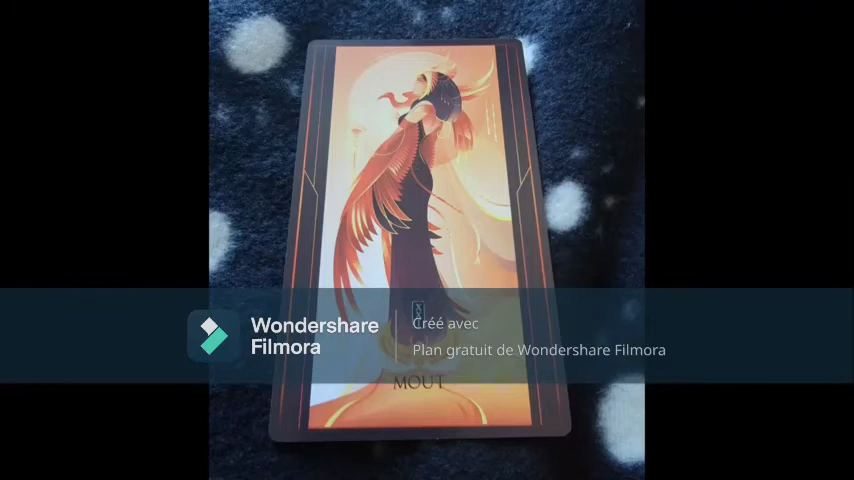 Wondershare
Filmora
Créé avec
Plan gratuit de Wondershare Filmora
MOUT